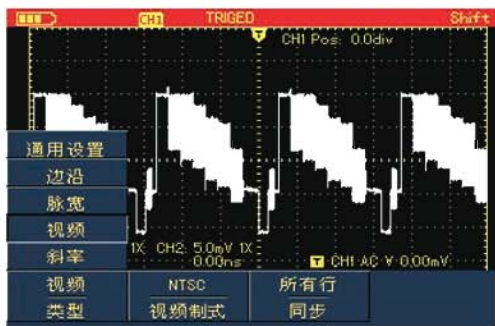 CH1 TRIGED Shift
CH1 Pos: 0.0div
通用设置
边沿
脉宽
视频
斜率
1X CH2: 5.0mV 1X
0.00ns T CH1 AC 0.00mV
视频 NTSC 所有行
类型 视频制式 同步